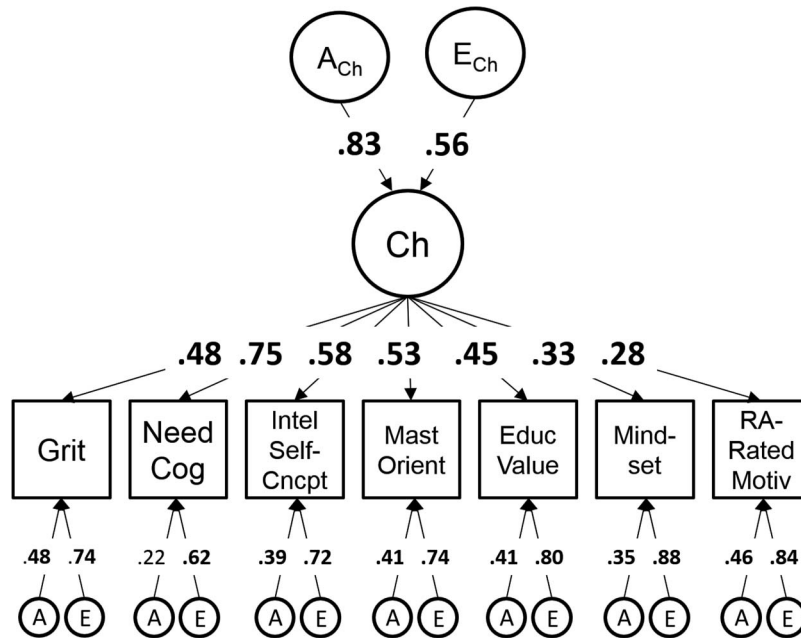 A_Ch E_Ch
.83 .56
Ch
.48 .75 .58 .53 .45 .33 .28
Grit
Need
Cog
Intel
Self-
Cncpt
Mast
Orient
Educ
Value
Mind-
set
RA-
Rated
Motiv
.48 .74 .22 .62 .39 .72 .41 .74 .41 .80 .35 .88 .46 .84
A E A E A E A E A E A E A E